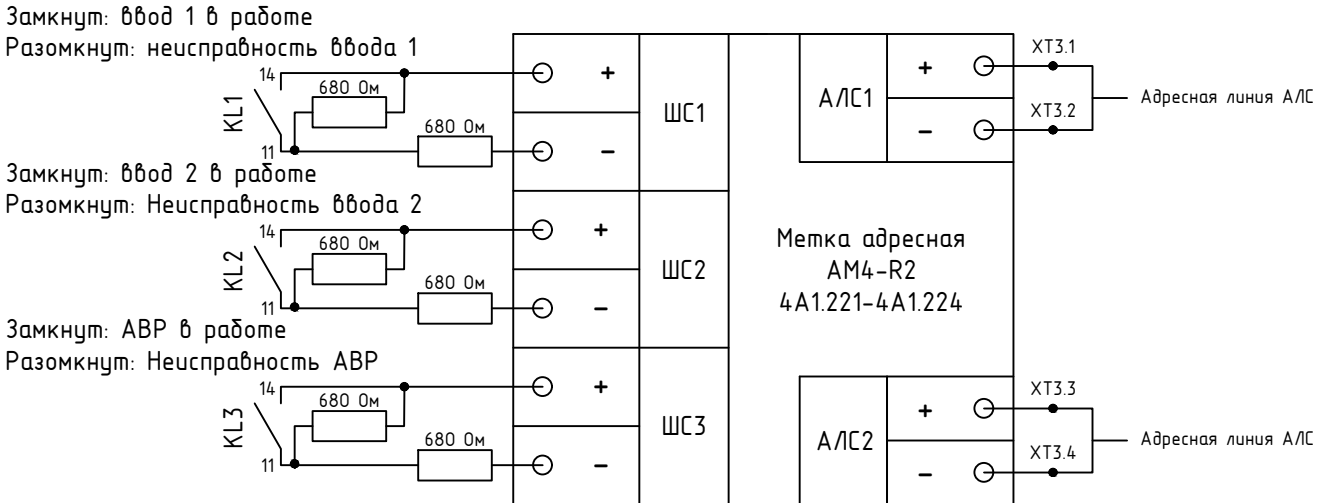 Замкнут: ввод 1 в работе
Разомкнут: неисправность ввода 1
14
680 Ом
KL1
680 Ом
11
+
ШС1
–
Замкнут: ввод 2 в работе
Разомкнут: Неисправность ввода 2
14
680 Ом
KL2
680 Ом
11
+
ШС2
–
Замкнут: АВР в работе
Разомкнут: Неисправность АВР
14
680 Ом
KL3
680 Ом
11
+
ШС3
–
Метка адресная
АМ4-R2
4А1.221-4А1.224
АЛС1
+
–
XT3.1
XT3.2
Адресная линия АЛС
АЛС2
+
–
XT3.3
XT3.4
Адресная линия АЛС